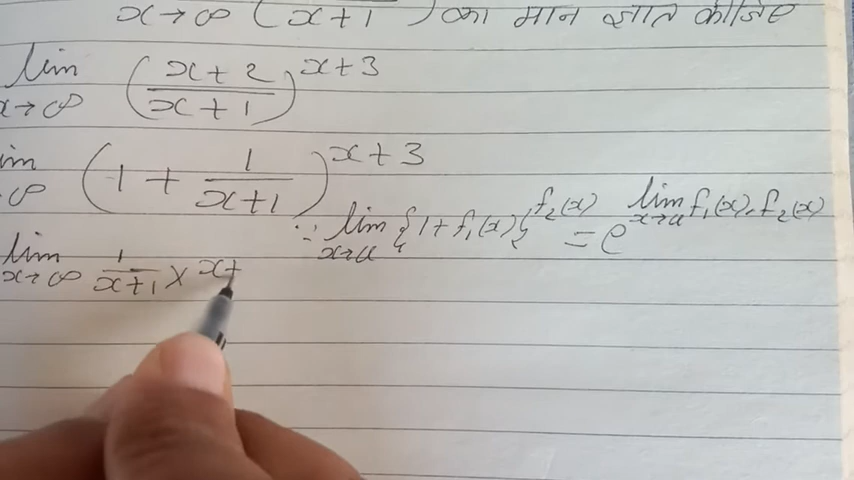 x→∞ ( x+1 ) का मान ज्ञात कीजिए
lim x→∞ (x+2 / x+1)^x+3
im ∞ (1 + 1/x+1)^x+3
∵ lim x→a {1+f₁(x)}^f₂(x) = e^lim x→a f₁(x).f₂(x)
lim x→∞ 1/x+1 × x+